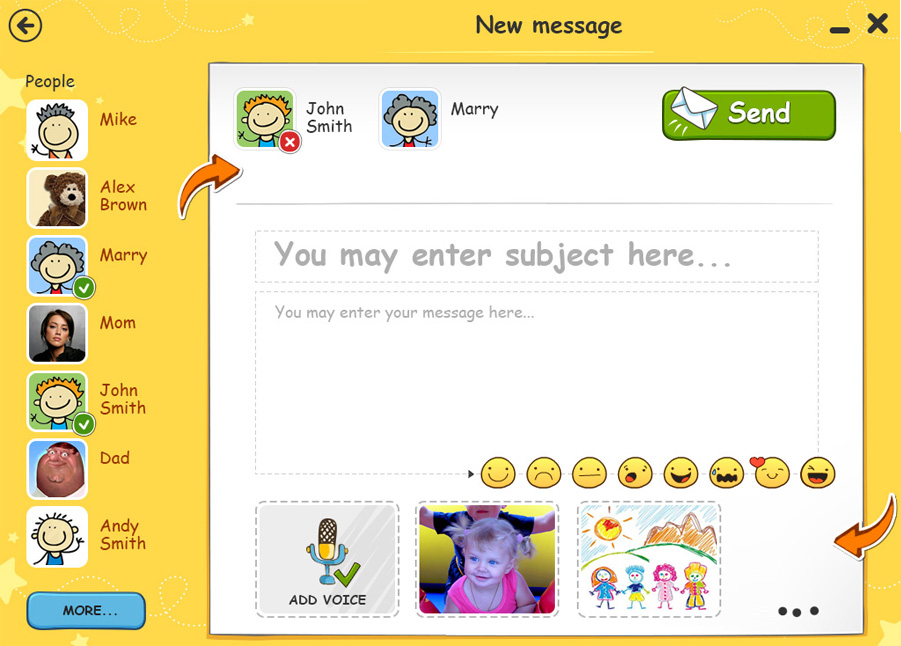 New message
People
Mike
Alex
Brown
Marry
Mom
John
Smith
Dad
Andy
Smith
MORE...
John
Smith
Marry
Send
You may enter subject here...
You may enter your message here...
ADD VOICE